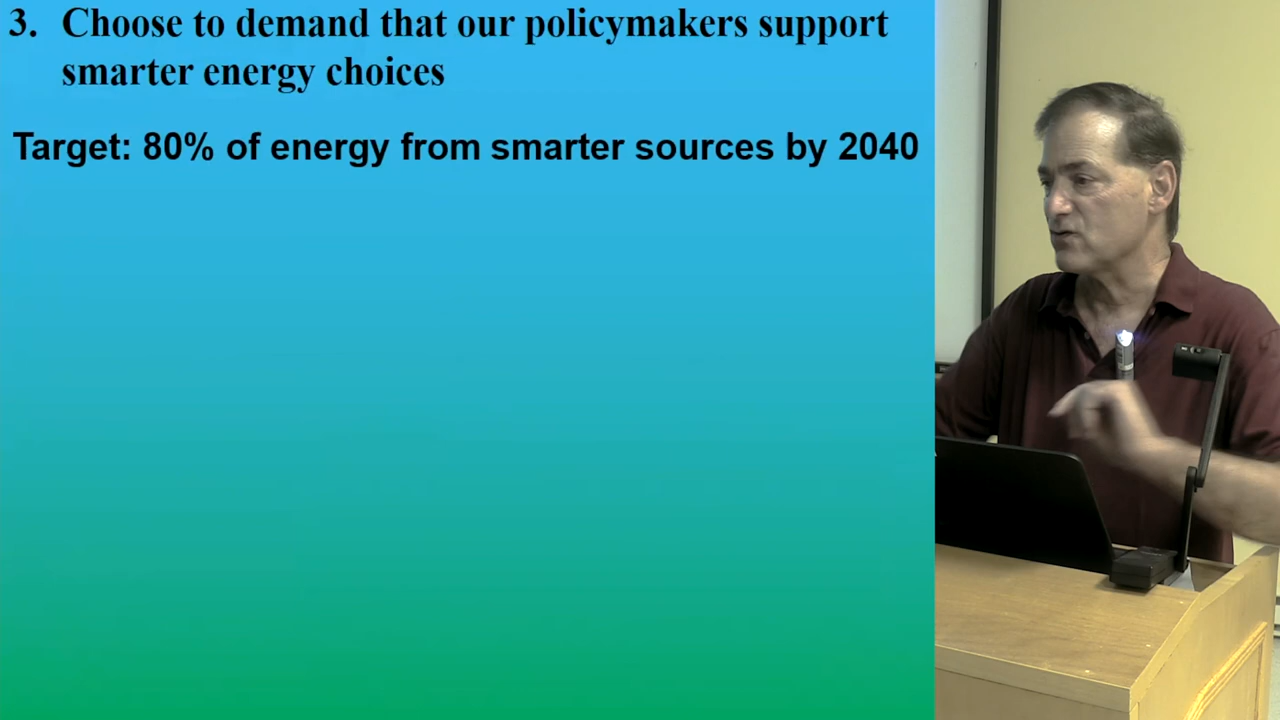 3. Choose to demand that our policymakers support
smarter energy choices
Target: 80% of energy from smarter sources by 2040